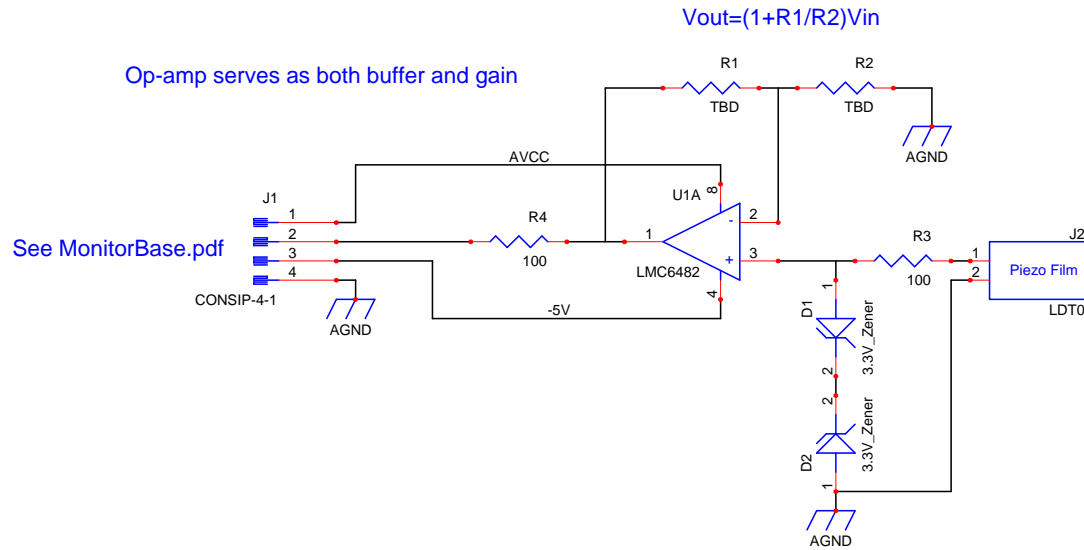 Vout=(1+R1/R2)Vin
Op-amp serves as both buffer and gain
R1
TBD
R2
TBD
AGND
AVCC
J1
1
2
3
4
CONSIP-4-1
See MonitorBase.pdf
AGND
R4
100
U1A
8
1
2
-
+
3
4
LMC6482
-5V
R3
100
J2
1
2
Piezo Film
LDT0
D1
1
2
3.3V_Zener
D2
2
1
3.3V_Zener
AGND